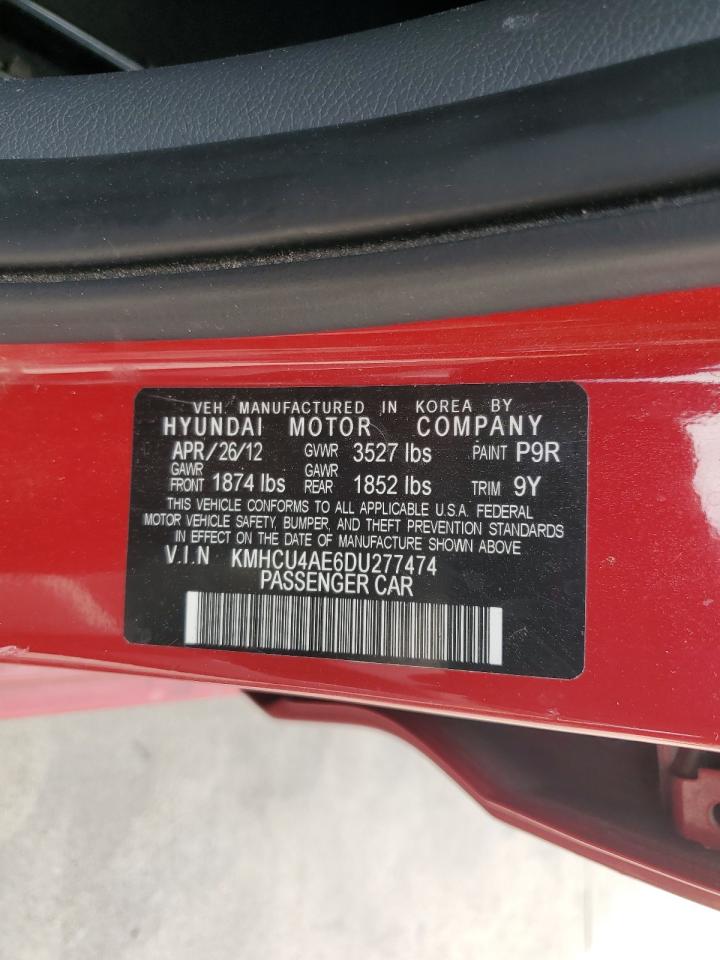 VEH. MANUFACTURED IN KOREA BY
HYUNDAI MOTOR COMPANY
APR/26/12 GVWR 3527 lbs PAINT P9R
GAWR FRONT 1874 lbs GAWR REAR 1852 lbs TRIM 9Y
THIS VEHICLE CONFORMS TO ALL APPLICABLE U.S.A. FEDERAL
MOTOR VEHICLE SAFETY, BUMPER, AND THEFT PREVENTION STANDARDS
IN EFFECT ON THE DATE OF MANUFACTURE SHOWN ABOVE
V.I.N KMHCU4AE6DU277474
PASSENGER CAR